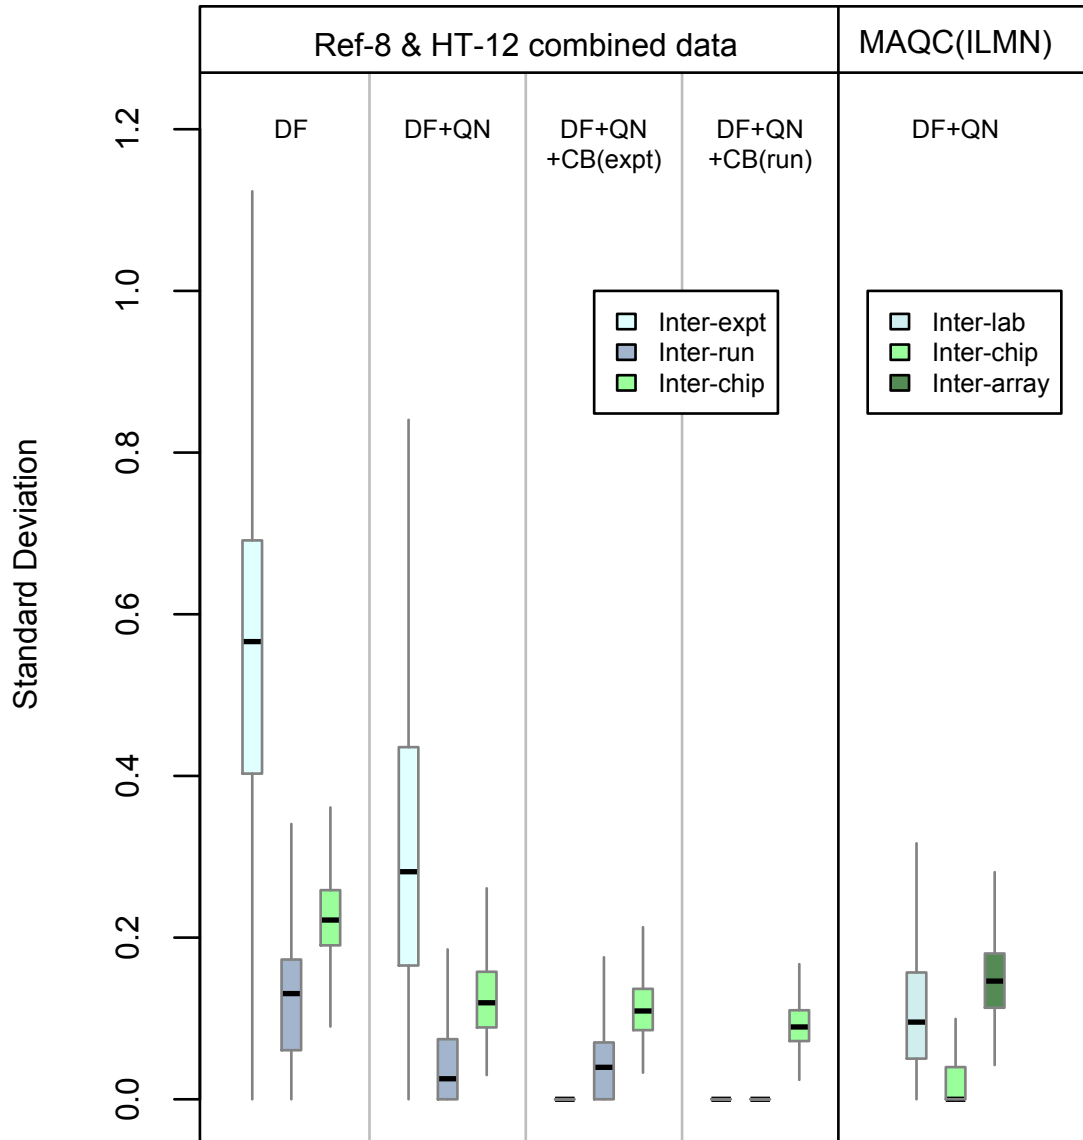 Ref-8 & HT-12 combined data
MAQC(ILMN)
DF
DF+QN
DF+QN
+CB(expt)
DF+QN
+CB(run)
DF+QN
Inter-expt
Inter-run
Inter-chip
Inter-lab
Inter-chip
Inter-array
Standard Deviation
1.2
1.0
0.8
0.6
0.4
0.2
0.0